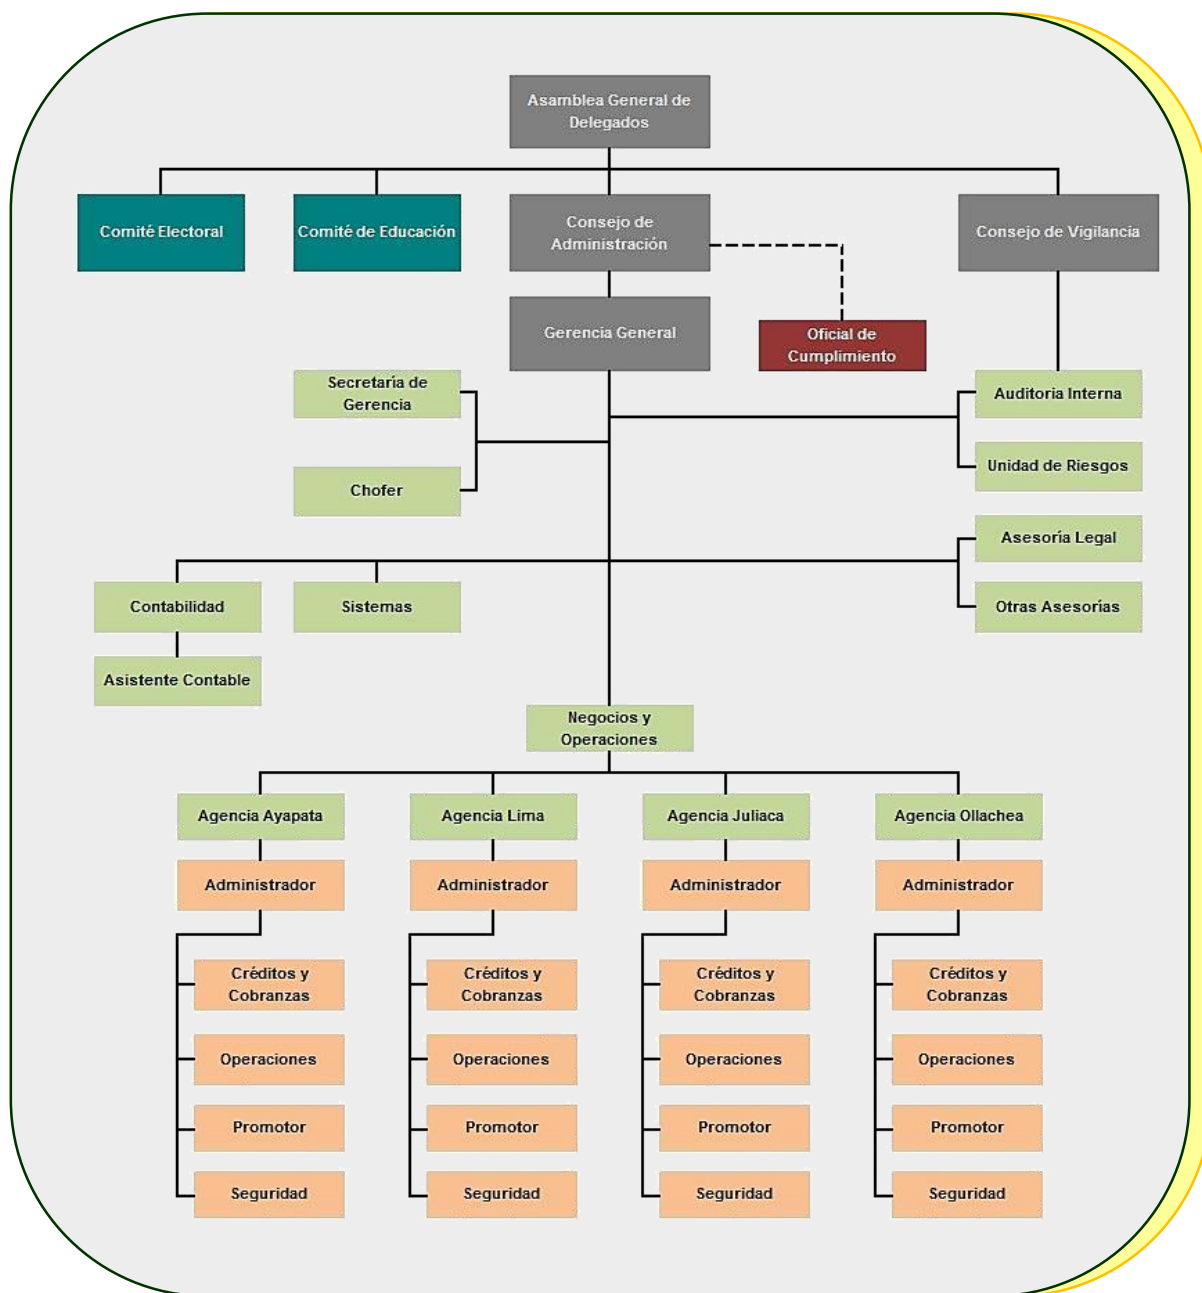 Asamblea General de
Delegados
Comité Electoral
Comité de Educación
Consejo de
Administración
Consejo de Vigilancia
Gerencia General
Oficial de
Cumplimiento
Secretaría de
Gerencia
Auditoria Interna
Chofer
Unidad de Riesgos
Asesoría Legal
Contabilidad
Sistemas
Otras Asesorías
Asistente Contable
Negocios y
Operaciones
Agencia Ayapata
Agencia Lima
Agencia Juliaca
Agencia Ollachea
Administrador
Administrador
Administrador
Administrador
Créditos y
Cobranzas
Créditos y
Cobranzas
Créditos y
Cobranzas
Créditos y
Cobranzas
Operaciones
Operaciones
Operaciones
Operaciones
Promotor
Promotor
Promotor
Promotor
Seguridad
Seguridad
Seguridad
Seguridad